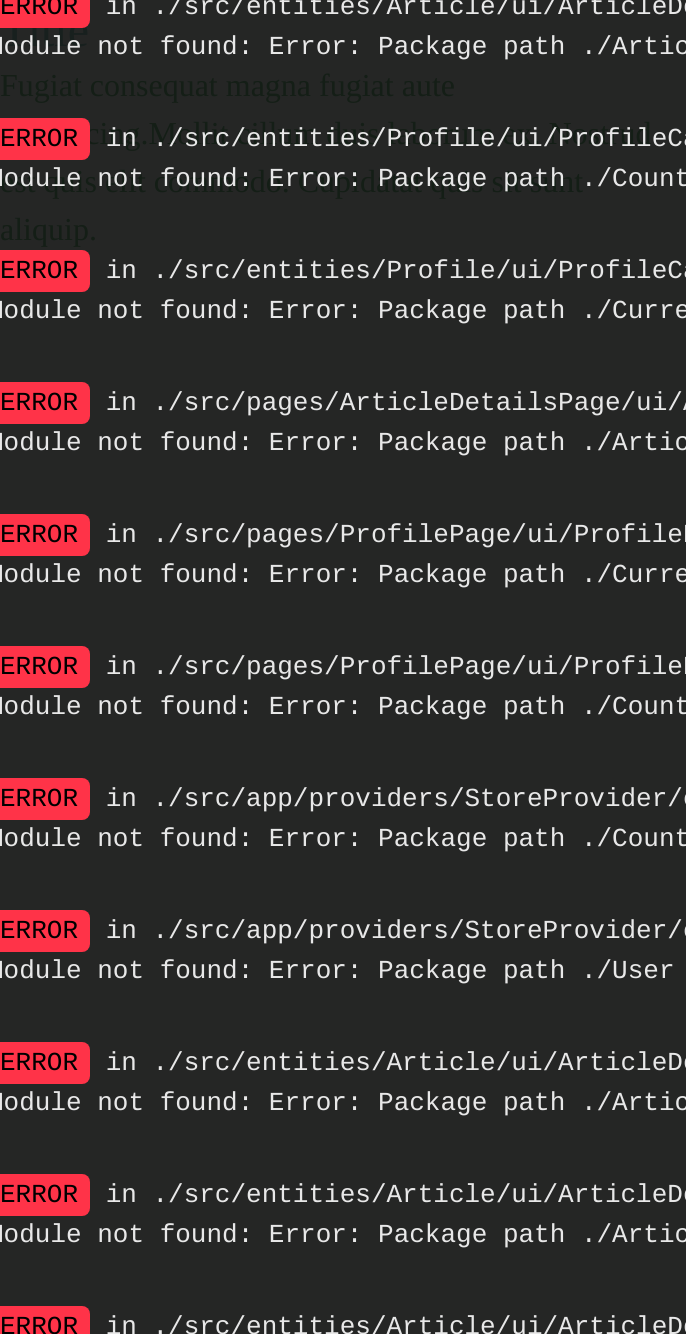 ERROR in ./src/entities/Article/ui/ArticleD
Module not found: Error: Package path ./Artic
Fugiat consequat magna fugiat aute
ERROR in ./src/entities/Profile/ui/ProfileCa
Module not found: Error: Package path ./Count
aliquip.
ERROR in ./src/entities/Profile/ui/ProfileCa
Module not found: Error: Package path ./Curre
ERROR in ./src/pages/ArticleDetailsPage/ui/A
Module not found: Error: Package path ./Artic
ERROR in ./src/pages/ProfilePage/ui/Profile
Module not found: Error: Package path ./Curre
ERROR in ./src/pages/ProfilePage/ui/Profile
Module not found: Error: Package path ./Count
ERROR in ./src/app/providers/StoreProvider/
Module not found: Error: Package path ./Count
ERROR in ./src/app/providers/StoreProvider/
Module not found: Error: Package path ./User
ERROR in ./src/entities/Article/ui/ArticleD
Module not found: Error: Package path ./Artic
ERROR in ./src/entities/Article/ui/ArticleD
Module not found: Error: Package path ./Artic
ERROR in ./src/entities/Article/ui/ArticleD